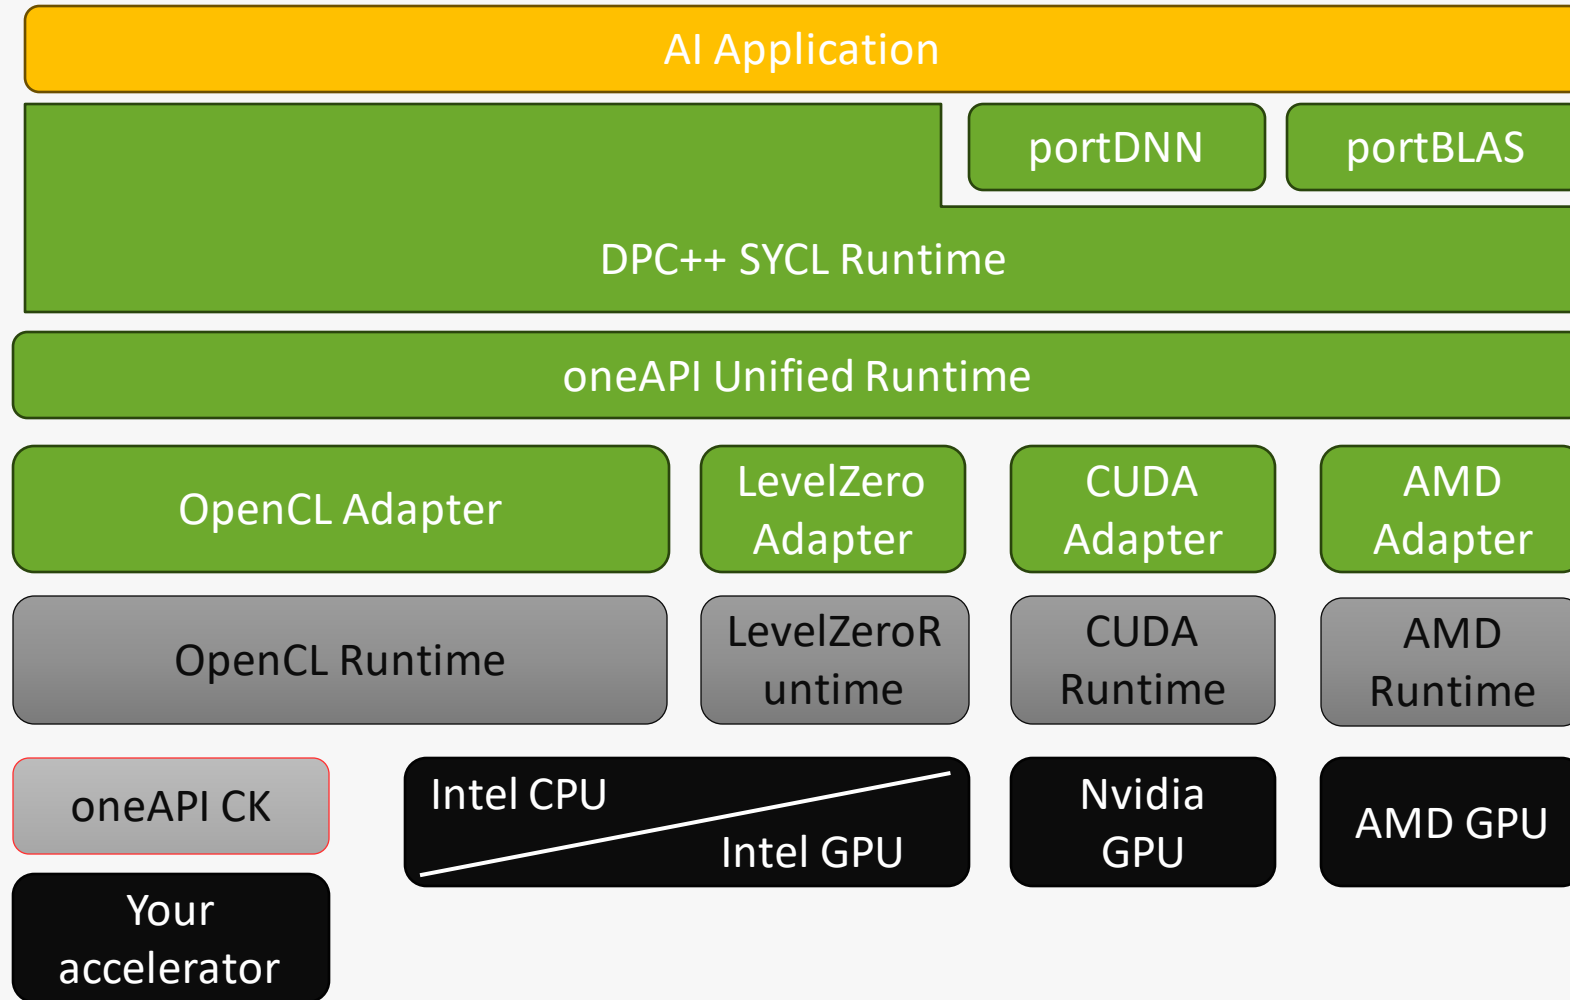 AI Application
portDNN
portBLAS
DPC++ SYCL Runtime
oneAPI Unified Runtime
OpenCL Adapter
LevelZero
Adapter
CUDA
Adapter
AMD
Adapter
OpenCL Runtime
LevelZeroR
untime
CUDA
Runtime
AMD
Runtime
oneAPI CK
Intel CPU
Intel GPU
Nvidia
GPU
AMD GPU
Your
accelerator